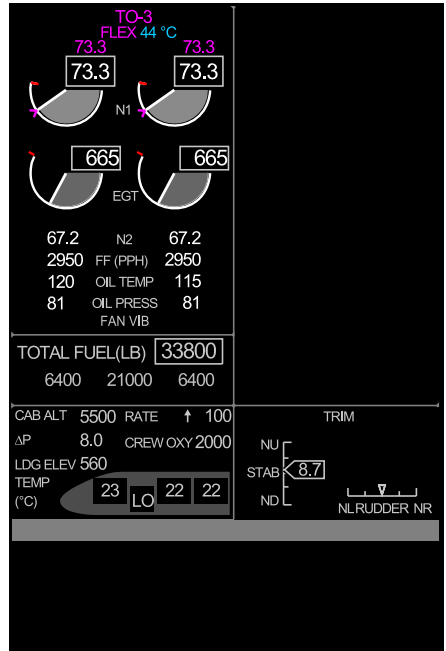 TO-3
FLEX 44 °C
73.3 73.3
73.3 73.3
N1
665 665
EGT
67.2 N2 67.2
2950 FF (PPH) 2950
120 OIL TEMP 115
81 OIL PRESS 81
FAN VIB
TOTAL FUEL(LB) 33800
6400 21000 6400
CAB ALT 5500 RATE ↑ 100
ΔP 8.0 CREW OXY 2000
LDG ELEV 560
TEMP
(°C) 23 LO 22 22
TRIM
NU
STAB 8.7
ND
NL RUDDER NR